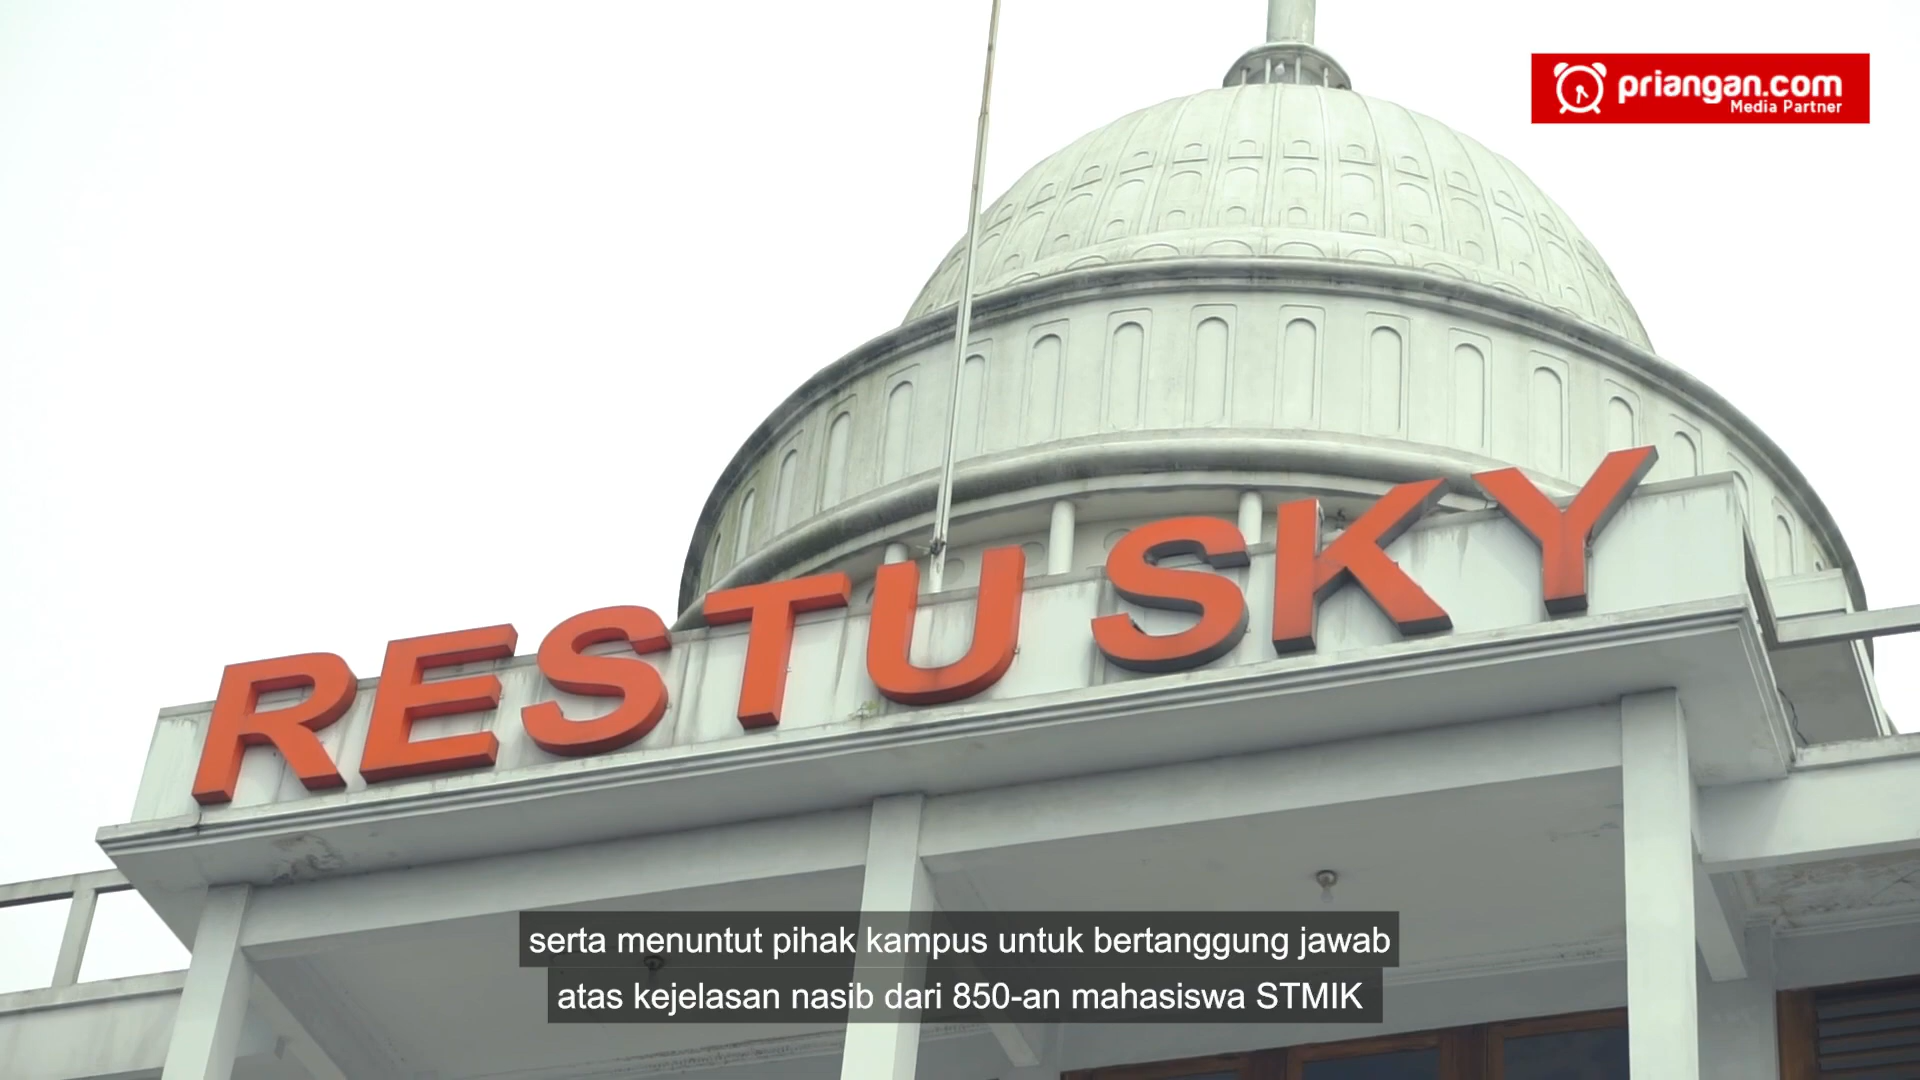 priangan.com
Media Partner
RESTU SKY
serta menuntut pihak kampus untuk bertanggung jawab
atas kejelasan nasib dari 850-an mahasiswa STMIK